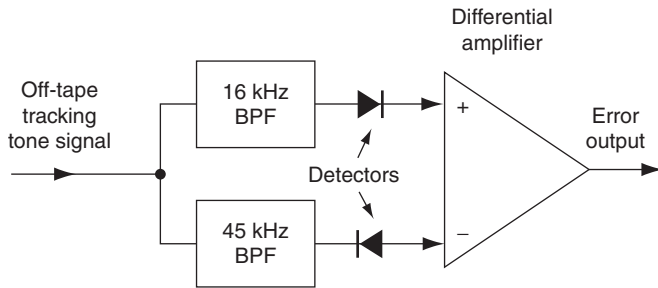 Differential
amplifier
Off-tape
tracking
tone signal
16 kHz
BPF
+
Error
output
Detectors
45 kHz
BPF
–